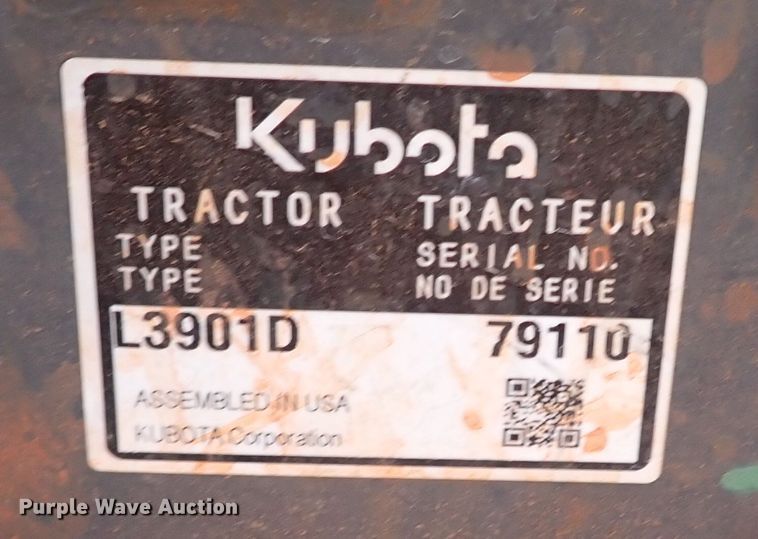 Kubota
TRACTOR TRACTEUR
TYPE SERIAL NO.
TYPE NO DE SERIE
L3901D 79110
ASSEMBLED IN USA
KUBOTA Corporation
Purple Wave Auction